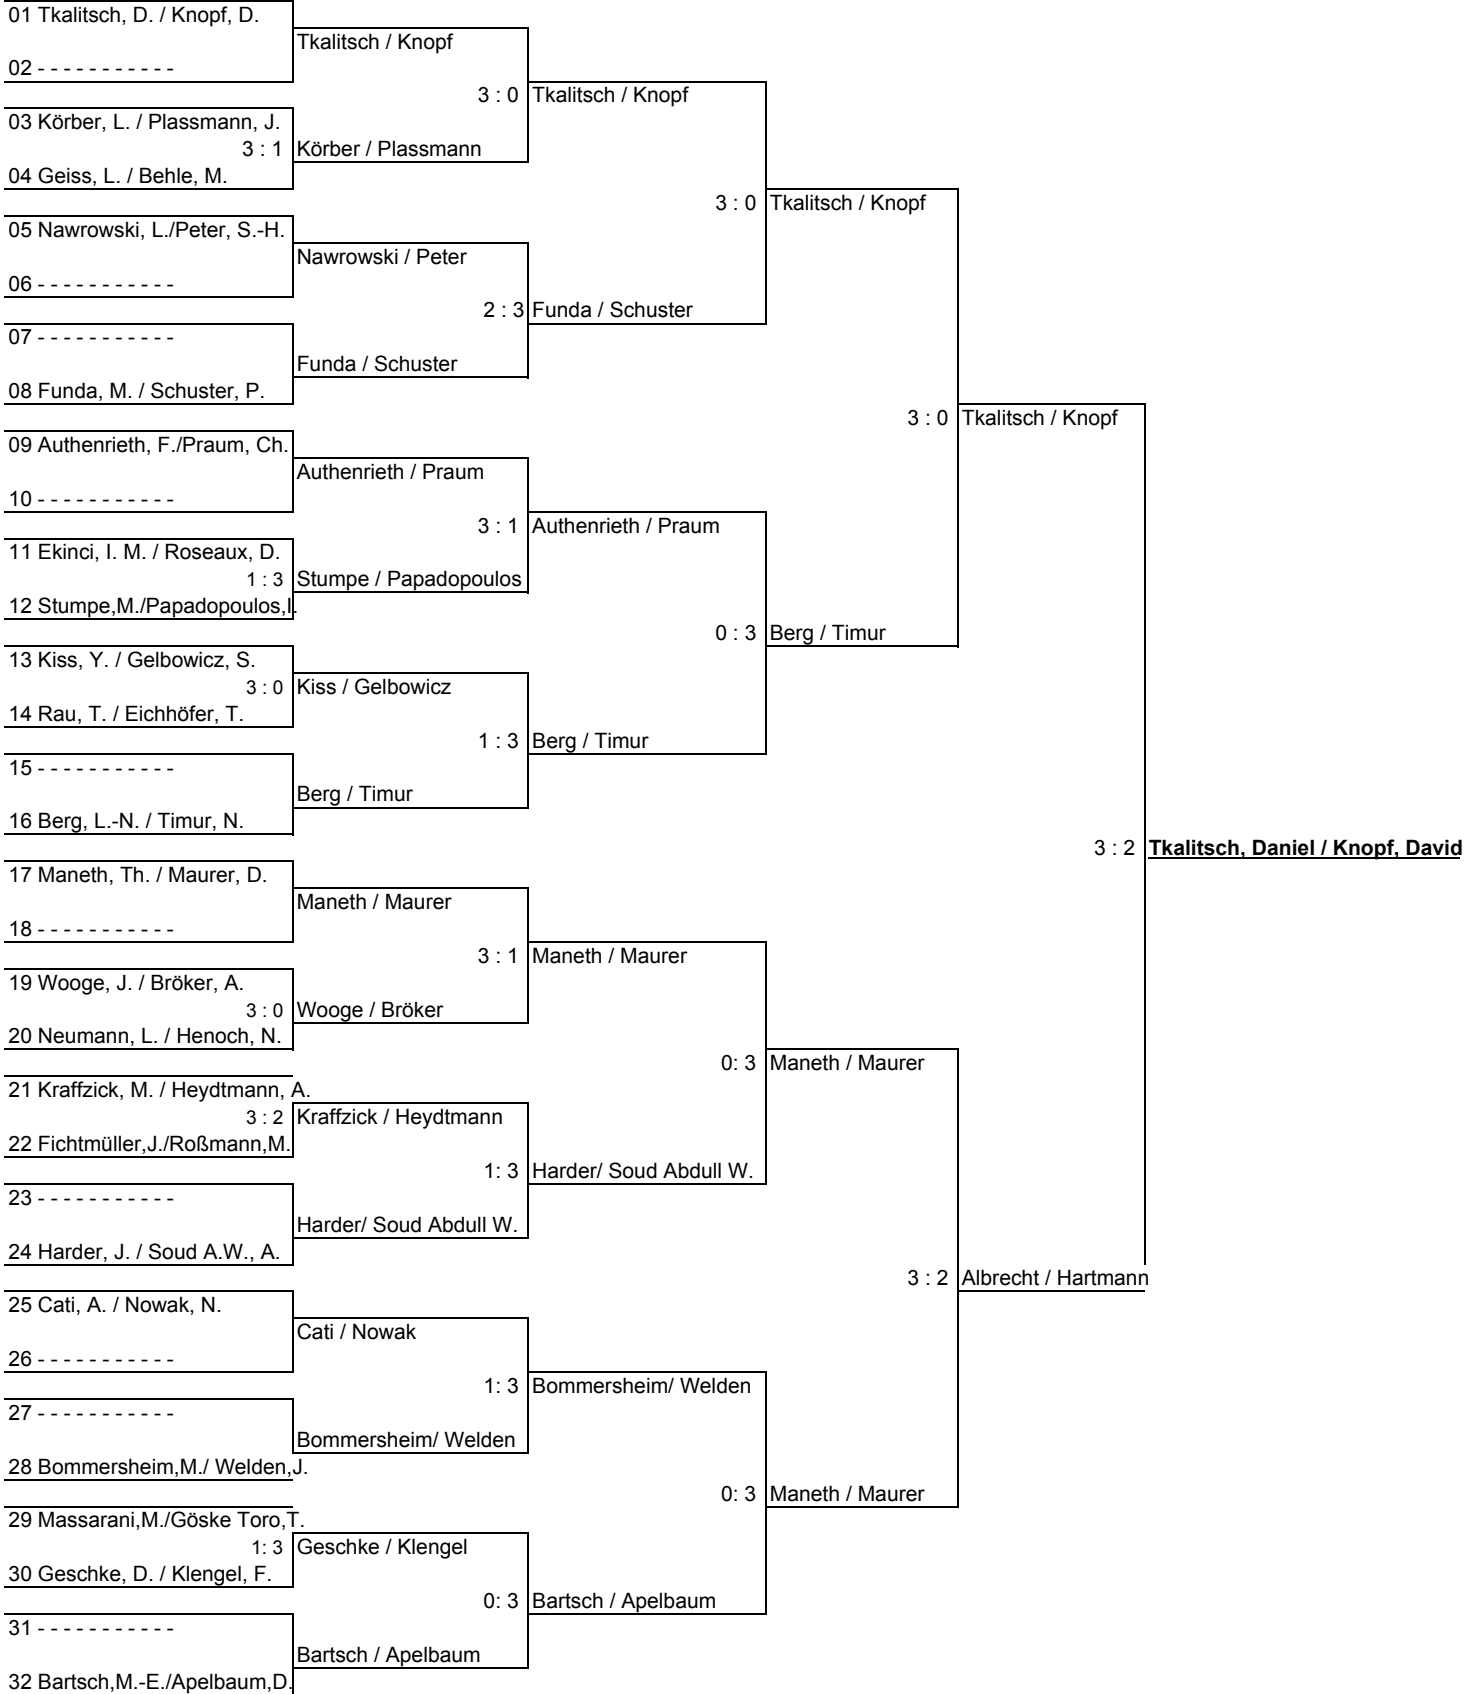 01 Tkalitsch, D. / Knopf, D.
Tkalitsch / Knopf
02 - - - - - - - - - - -
3 : 0 Tkalitsch / Knopf
03 Körber, L. / Plassmann, J.
3 : 1 Körber / Plassmann
04 Geiss, L. / Behle, M.
3 : 0 Tkalitsch / Knopf
05 Nawrowski, L./Peter, S.-H.
Nawrowski / Peter
06 - - - - - - - - - - -
2 : 3 Funda / Schuster
07 - - - - - - - - - - -
Funda / Schuster
08 Funda, M. / Schuster, P.
3 : 0 Tkalitsch / Knopf
09 Authenrieth, F./Praum, Ch.
Authenrieth / Praum
10 - - - - - - - - - - -
3 : 1 Authenrieth / Praum
11 Ekinci, I. M. / Roseaux, D.
1 : 3 Stumpe / Papadopoulos
12 Stumpe,M./Papadopoulos,I.
0 : 3 Berg / Timur
13 Kiss, Y. / Gelbowicz, S.
3 : 0 Kiss / Gelbowicz
14 Rau, T. / Eichhöfer, T.
1 : 3 Berg / Timur
15 - - - - - - - - - - -
Berg / Timur
16 Berg, L.-N. / Timur, N.
3 : 2 Tkalitsch, Daniel / Knopf, David
17 Maneth, Th. / Maurer, D.
Maneth / Maurer
18 - - - - - - - - - - -
3 : 1 Maneth / Maurer
19 Wooge, J. / Bröker, A.
3 : 0 Wooge / Bröker
20 Neumann, L. / Henoch, N.
0: 3 Maneth / Maurer
21 Kraffzick, M. / Heydtmann, A.
3 : 2 Kraffzick / Heydtmann
22 Fichtmüller,J./Roßmann,M.
1: 3 Harder/ Soud Abdull W.
23 - - - - - - - - - - -
Harder/ Soud Abdull W.
24 Harder, J. / Soud A.W., A.
3 : 2 Albrecht / Hartmann
25 Cati, A. / Nowak, N.
Cati / Nowak
26 - - - - - - - - - - -
1: 3 Bommersheim/ Welden
27 - - - - - - - - - - -
Bommersheim/ Welden
28 Bommersheim,M./ Welden,J.
0: 3 Maneth / Maurer
29 Massarani,M./Göske Toro,T.
1: 3 Geschke / Klengel
30 Geschke, D. / Klengel, F.
0: 3 Bartsch / Apelbaum
31 - - - - - - - - - - -
Bartsch / Apelbaum
32 Bartsch,M.-E./Apelbaum,D.